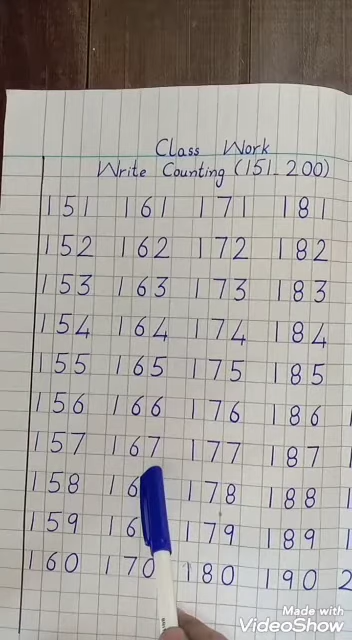 Class Work
Write Counting (151-200)
151 161 171 181
152 162 172 182
153 163 173 183
154 164 174 184
155 165 175 185
156 166 176 186
157 167 177 187
158 178 188
159 179 189
160 170 180 190
Made with
VideoShow